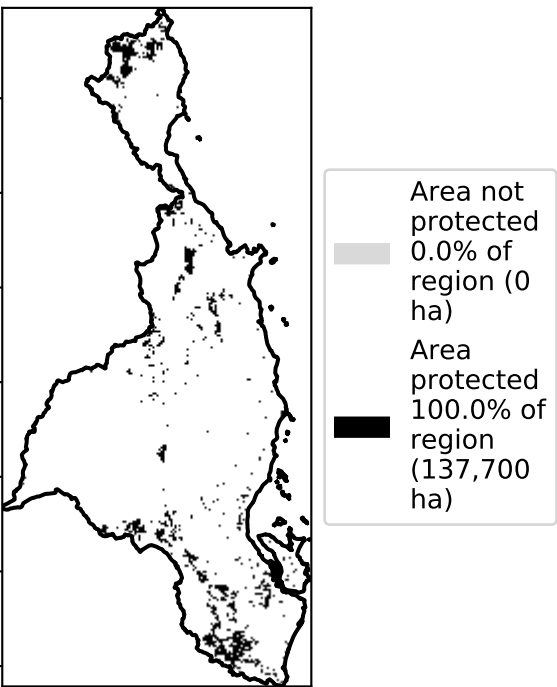 Area not
protected
0.0% of
region (0
ha)
Area
protected
100.0% of
region
(137,700
ha)